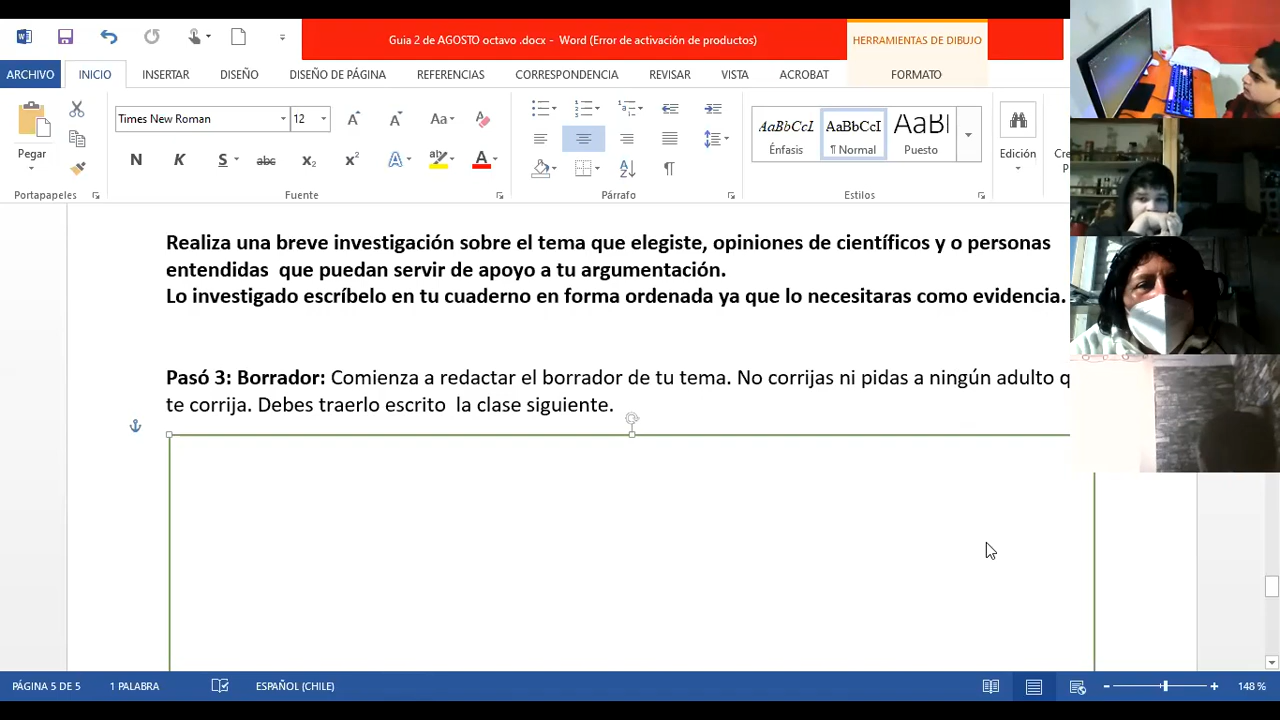 Guia 2 de AGOSTO octavo .docx - Word (Error de activación de productos)
HERRAMIENTAS DE DIBUJO
ARCHIVO INICIO INSERTAR DISEÑO DISEÑO DE PÁGINA REFERENCIAS CORRESPONDENCIA REVISAR VISTA ACROBAT FORMATO
Times New Roman 12 Aa AaBbCcI AaBbCcI AaBl
Pegar N K S abc x₂ x² A A Énfasis ¶ Normal Puesto Edición
Portapapeles Fuente Párrafo Estilos
Realiza una breve investigación sobre el tema que elegiste, opiniones de científicos y o personas
entendidas que puedan servir de apoyo a tu argumentación.
Lo investigado escríbelo en tu cuaderno en forma ordenada ya que lo necesitaras como evidencia.
Pasó 3: Borrador: Comienza a redactar el borrador de tu tema. No corrijas ni pidas a ningún adulto q
te corrija. Debes traerlo escrito la clase siguiente.
PÁGINA 5 DE 5 1 PALABRA ESPAÑOL (CHILE) 148 %